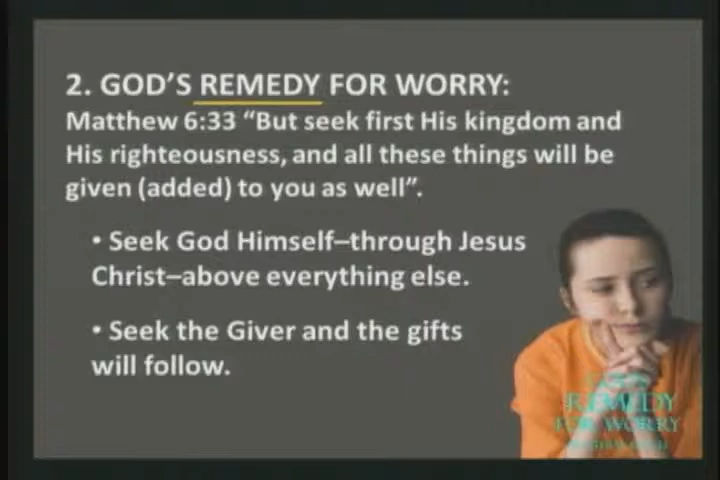 2. GOD'S REMEDY FOR WORRY:
Matthew 6:33 “But seek first His kingdom and
His righteousness, and all these things will be
given (added) to you as well”.
• Seek God Himself–through Jesus
Christ–above everything else.
• Seek the Giver and the gifts
will follow.
GOD'S
REMEDY
FOR WORRY